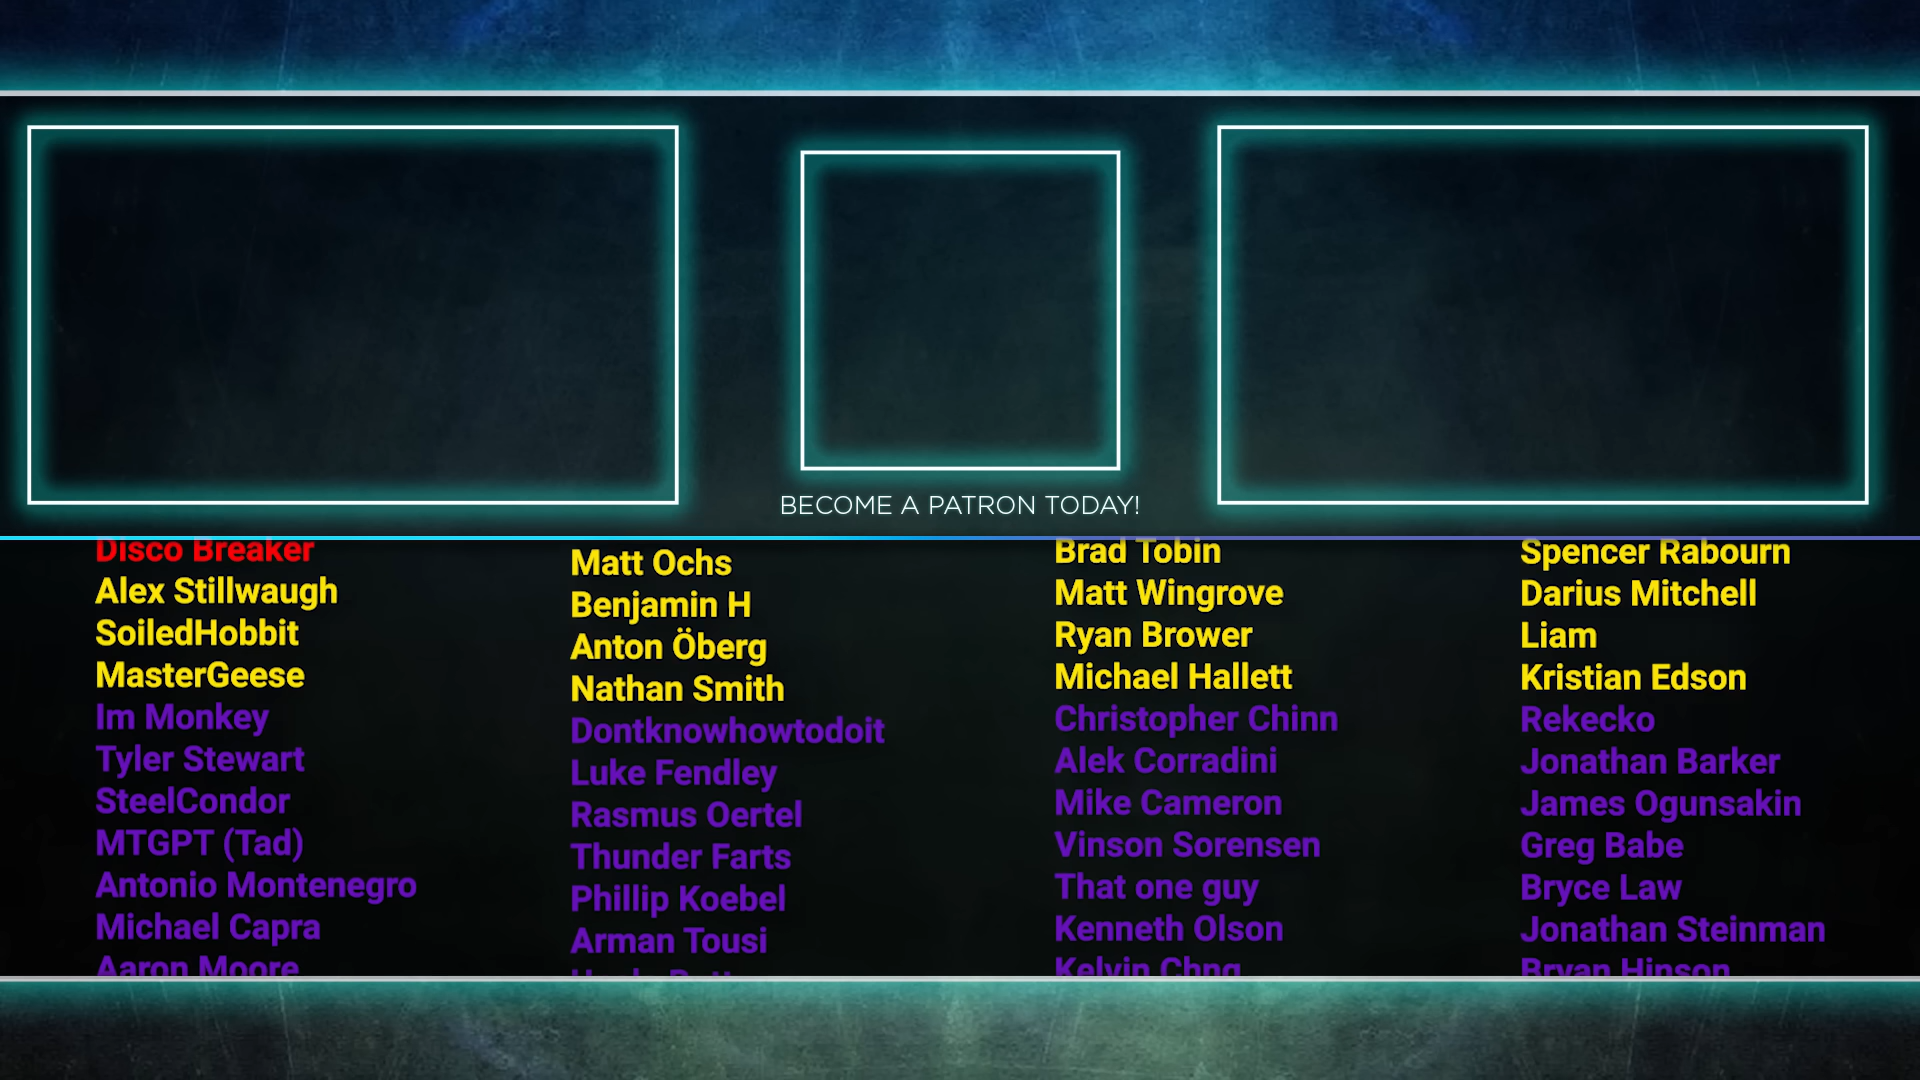 BECOME A PATRON TODAY!
Disco Breaker
Alex Stillwaugh
SoiledHobbit
MasterGeese
Im Monkey
Tyler Stewart
SteelCondor
MTGPT (Tad)
Antonio Montenegro
Michael Capra
Aaron Moore
Matt Ochs
Benjamin H
Anton Öberg
Nathan Smith
Dontknowhowtodoit
Luke Fendley
Rasmus Oertel
Thunder Farts
Phillip Koebel
Arman Tousi
Brad Tobin
Matt Wingrove
Ryan Brower
Michael Hallett
Christopher Chinn
Alek Corradini
Mike Cameron
Vinson Sorensen
That one guy
Kenneth Olson
Kelvin Chng
Spencer Rabourn
Darius Mitchell
Liam
Kristian Edson
Rekecko
Jonathan Barker
James Ogunsakin
Greg Babe
Bryce Law
Jonathan Steinman
Bryan Hinson